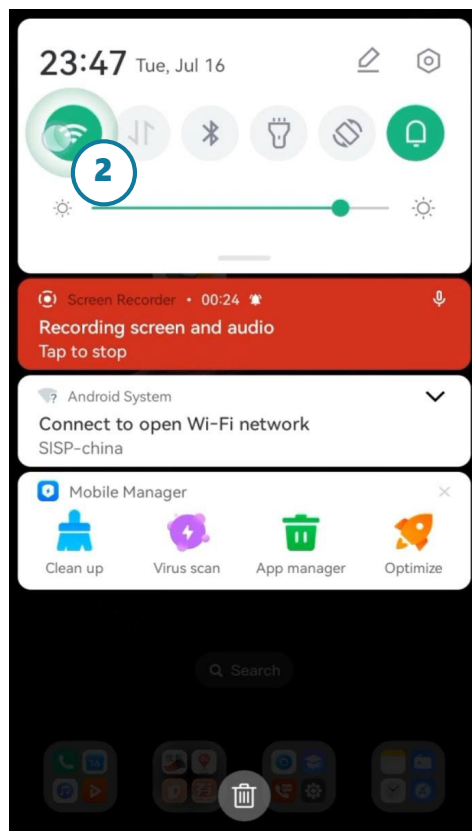 23:47 Tue, Jul 16
2
Screen Recorder • 00:24
Recording screen and audio
Tap to stop
Android System
Connect to open Wi-Fi network
SISP-china
Mobile Manager
Clean up Virus scan App manager Optimize
Search